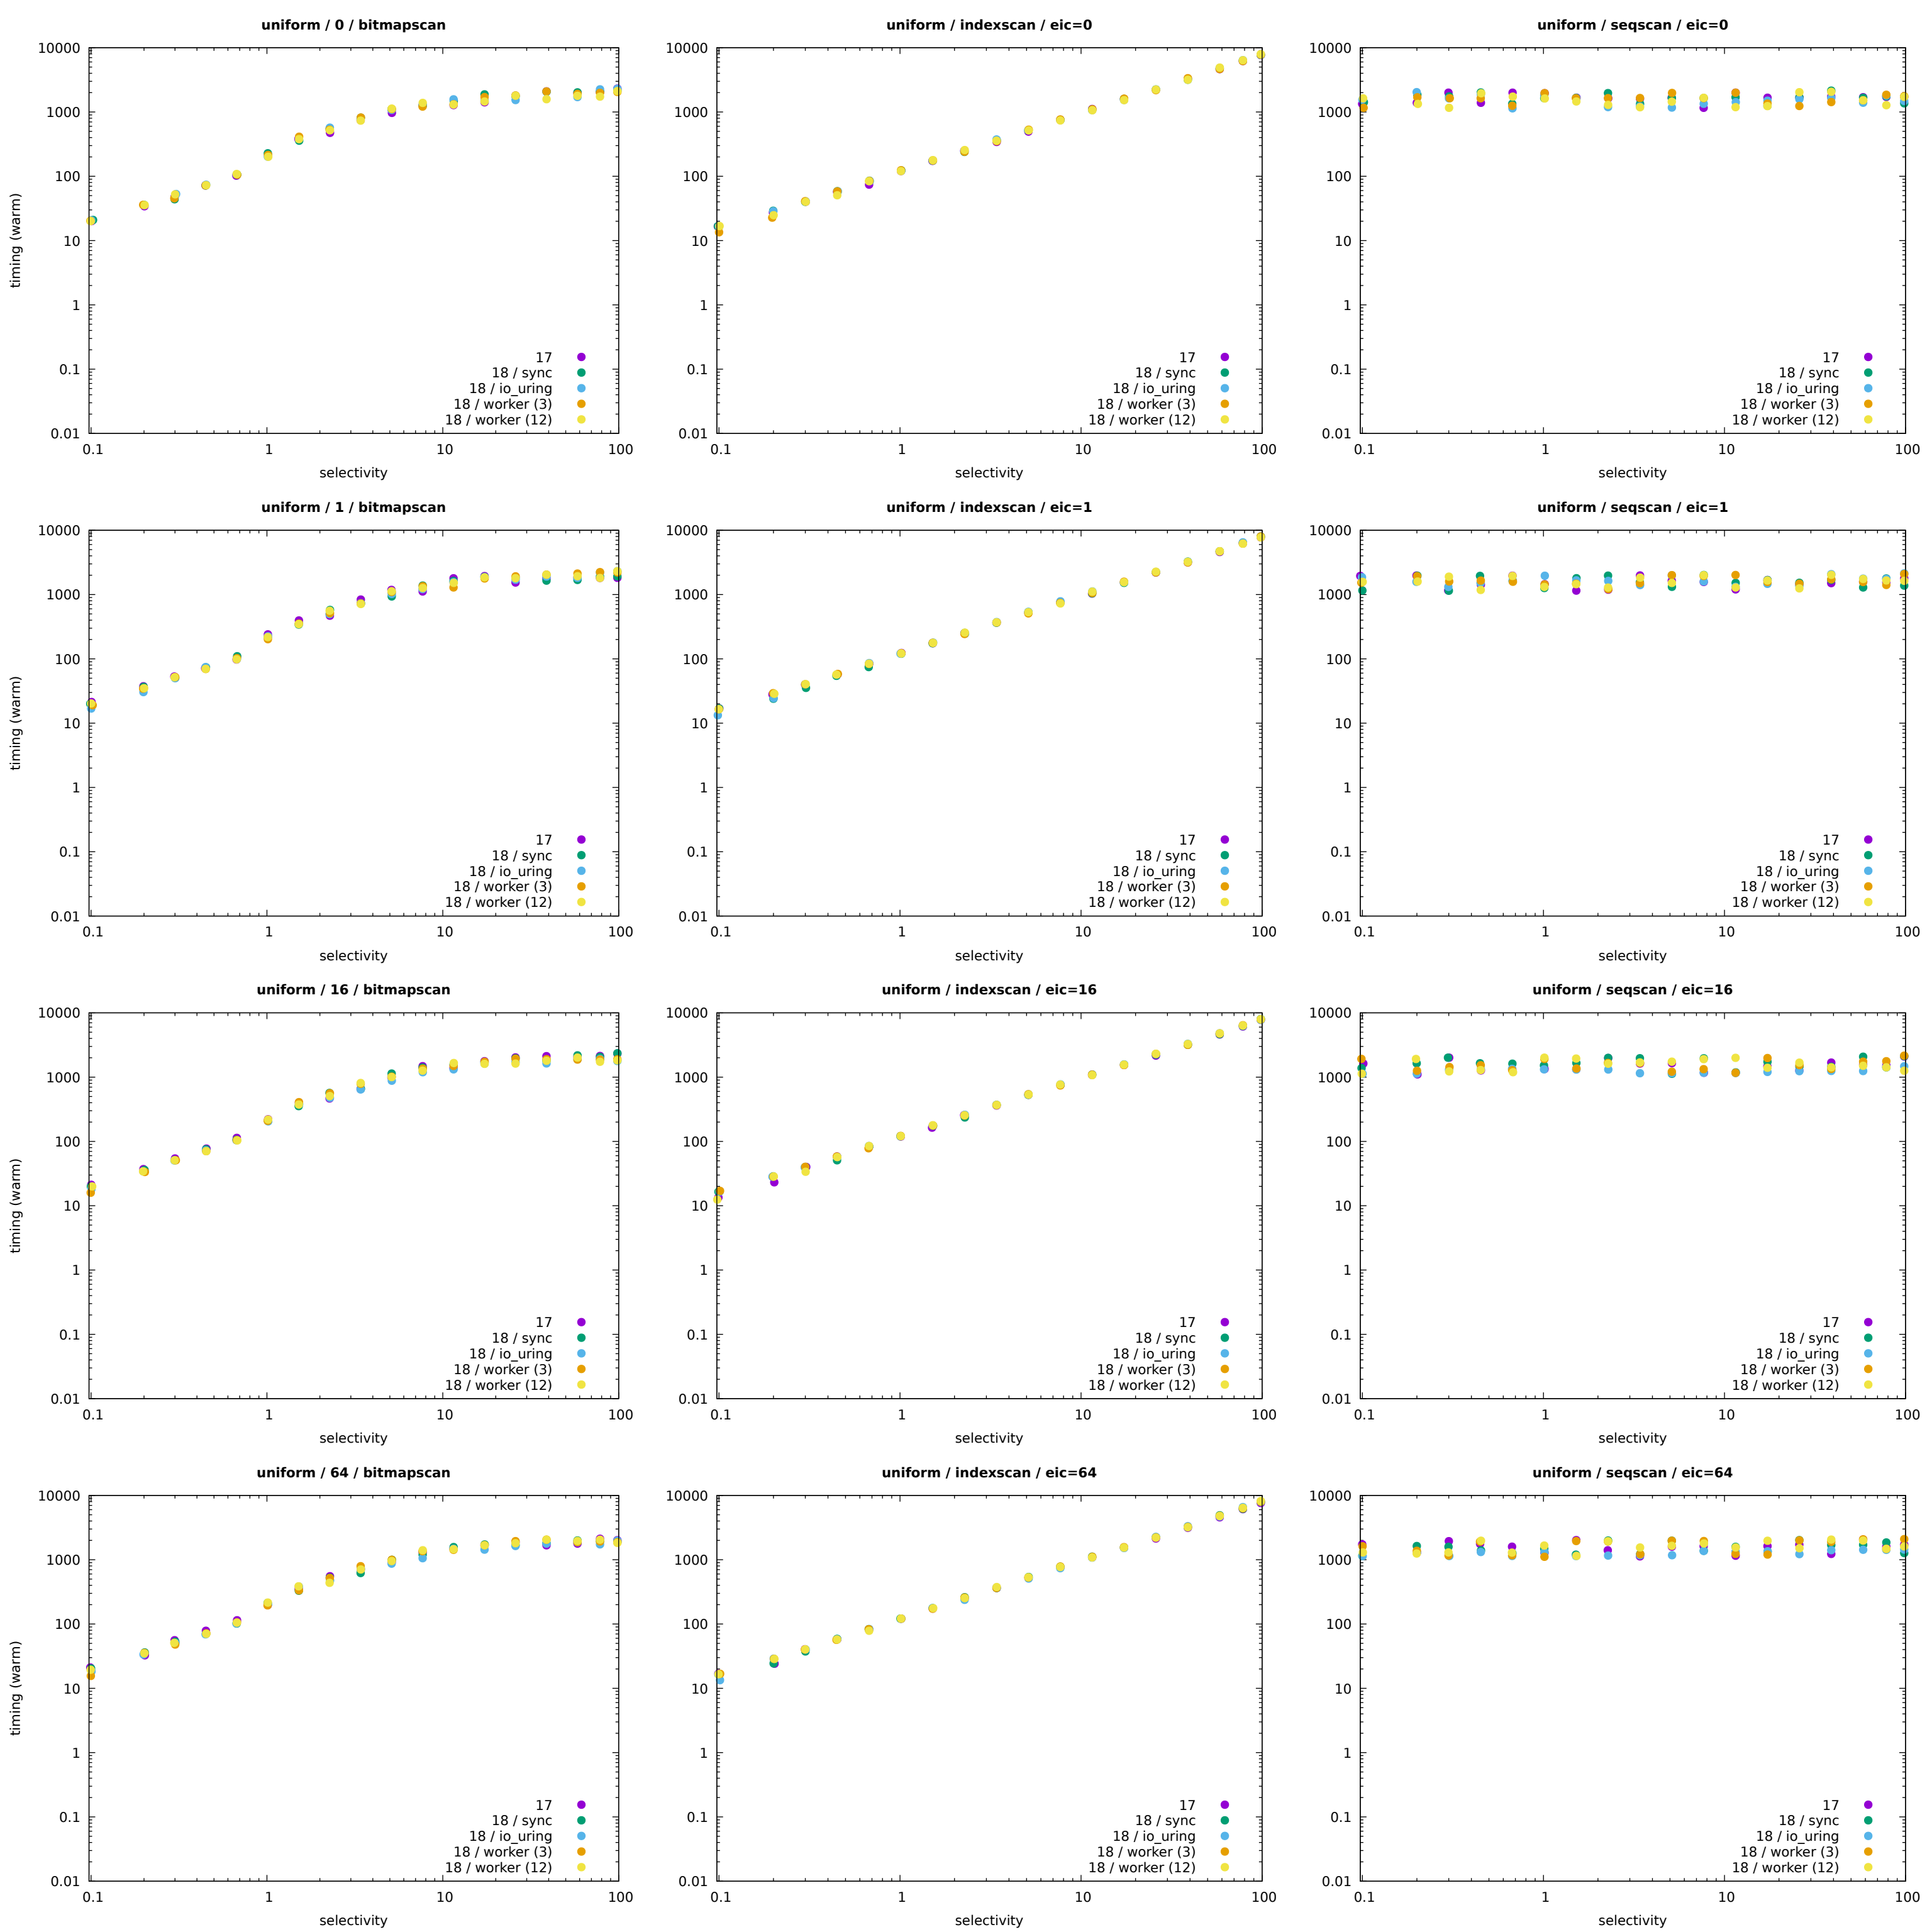 uniform / 0 / bitmapscan
timing (warm)
10000
1000
100
10
1
0.1
0.01
17
18 / sync
18 / io_uring
18 / worker (3)
18 / worker (12)
0.1 1 10 100
selectivity
uniform / indexscan / eic=0
10000
1000
100
10
1
0.1
0.01
17
18 / sync
18 / io_uring
18 / worker (3)
18 / worker (12)
0.1 1 10 100
selectivity
uniform / seqscan / eic=0
10000
1000
100
10
1
0.1
0.01
17
18 / sync
18 / io_uring
18 / worker (3)
18 / worker (12)
0.1 1 10 100
selectivity
uniform / 1 / bitmapscan
timing (warm)
10000
1000
100
10
1
0.1
0.01
17
18 / sync
18 / io_uring
18 / worker (3)
18 / worker (12)
0.1 1 10 100
selectivity
uniform / indexscan / eic=1
10000
1000
100
10
1
0.1
0.01
17
18 / sync
18 / io_uring
18 / worker (3)
18 / worker (12)
0.1 1 10 100
selectivity
uniform / seqscan / eic=1
10000
1000
100
10
1
0.1
0.01
17
18 / sync
18 / io_uring
18 / worker (3)
18 / worker (12)
0.1 1 10 100
selectivity
uniform / 16 / bitmapscan
timing (warm)
10000
1000
100
10
1
0.1
0.01
17
18 / sync
18 / io_uring
18 / worker (3)
18 / worker (12)
0.1 1 10 100
selectivity
uniform / indexscan / eic=16
10000
1000
100
10
1
0.1
0.01
17
18 / sync
18 / io_uring
18 / worker (3)
18 / worker (12)
0.1 1 10 100
selectivity
uniform / seqscan / eic=16
10000
1000
100
10
1
0.1
0.01
17
18 / sync
18 / io_uring
18 / worker (3)
18 / worker (12)
0.1 1 10 100
selectivity
uniform / 64 / bitmapscan
timing (warm)
10000
1000
100
10
1
0.1
0.01
17
18 / sync
18 / io_uring
18 / worker (3)
18 / worker (12)
0.1 1 10 100
selectivity
uniform / indexscan / eic=64
10000
1000
100
10
1
0.1
0.01
17
18 / sync
18 / io_uring
18 / worker (3)
18 / worker (12)
0.1 1 10 100
selectivity
uniform / seqscan / eic=64
10000
1000
100
10
1
0.1
0.01
17
18 / sync
18 / io_uring
18 / worker (3)
18 / worker (12)
0.1 1 10 100
selectivity